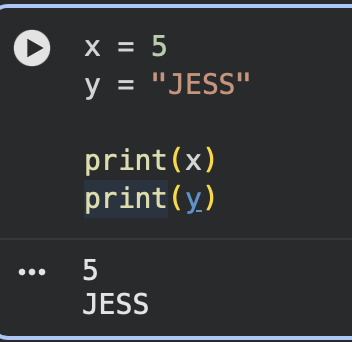 x = 5
y = "JESS"
print(x)
print(y)
5
JESS